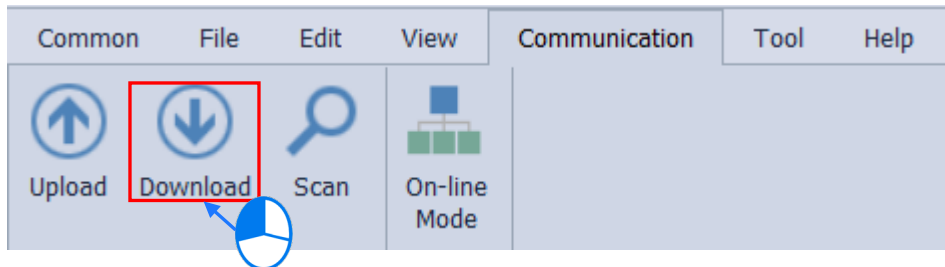 Common File Edit View Communication Tool Help
Upload Download Scan On-line
Mode